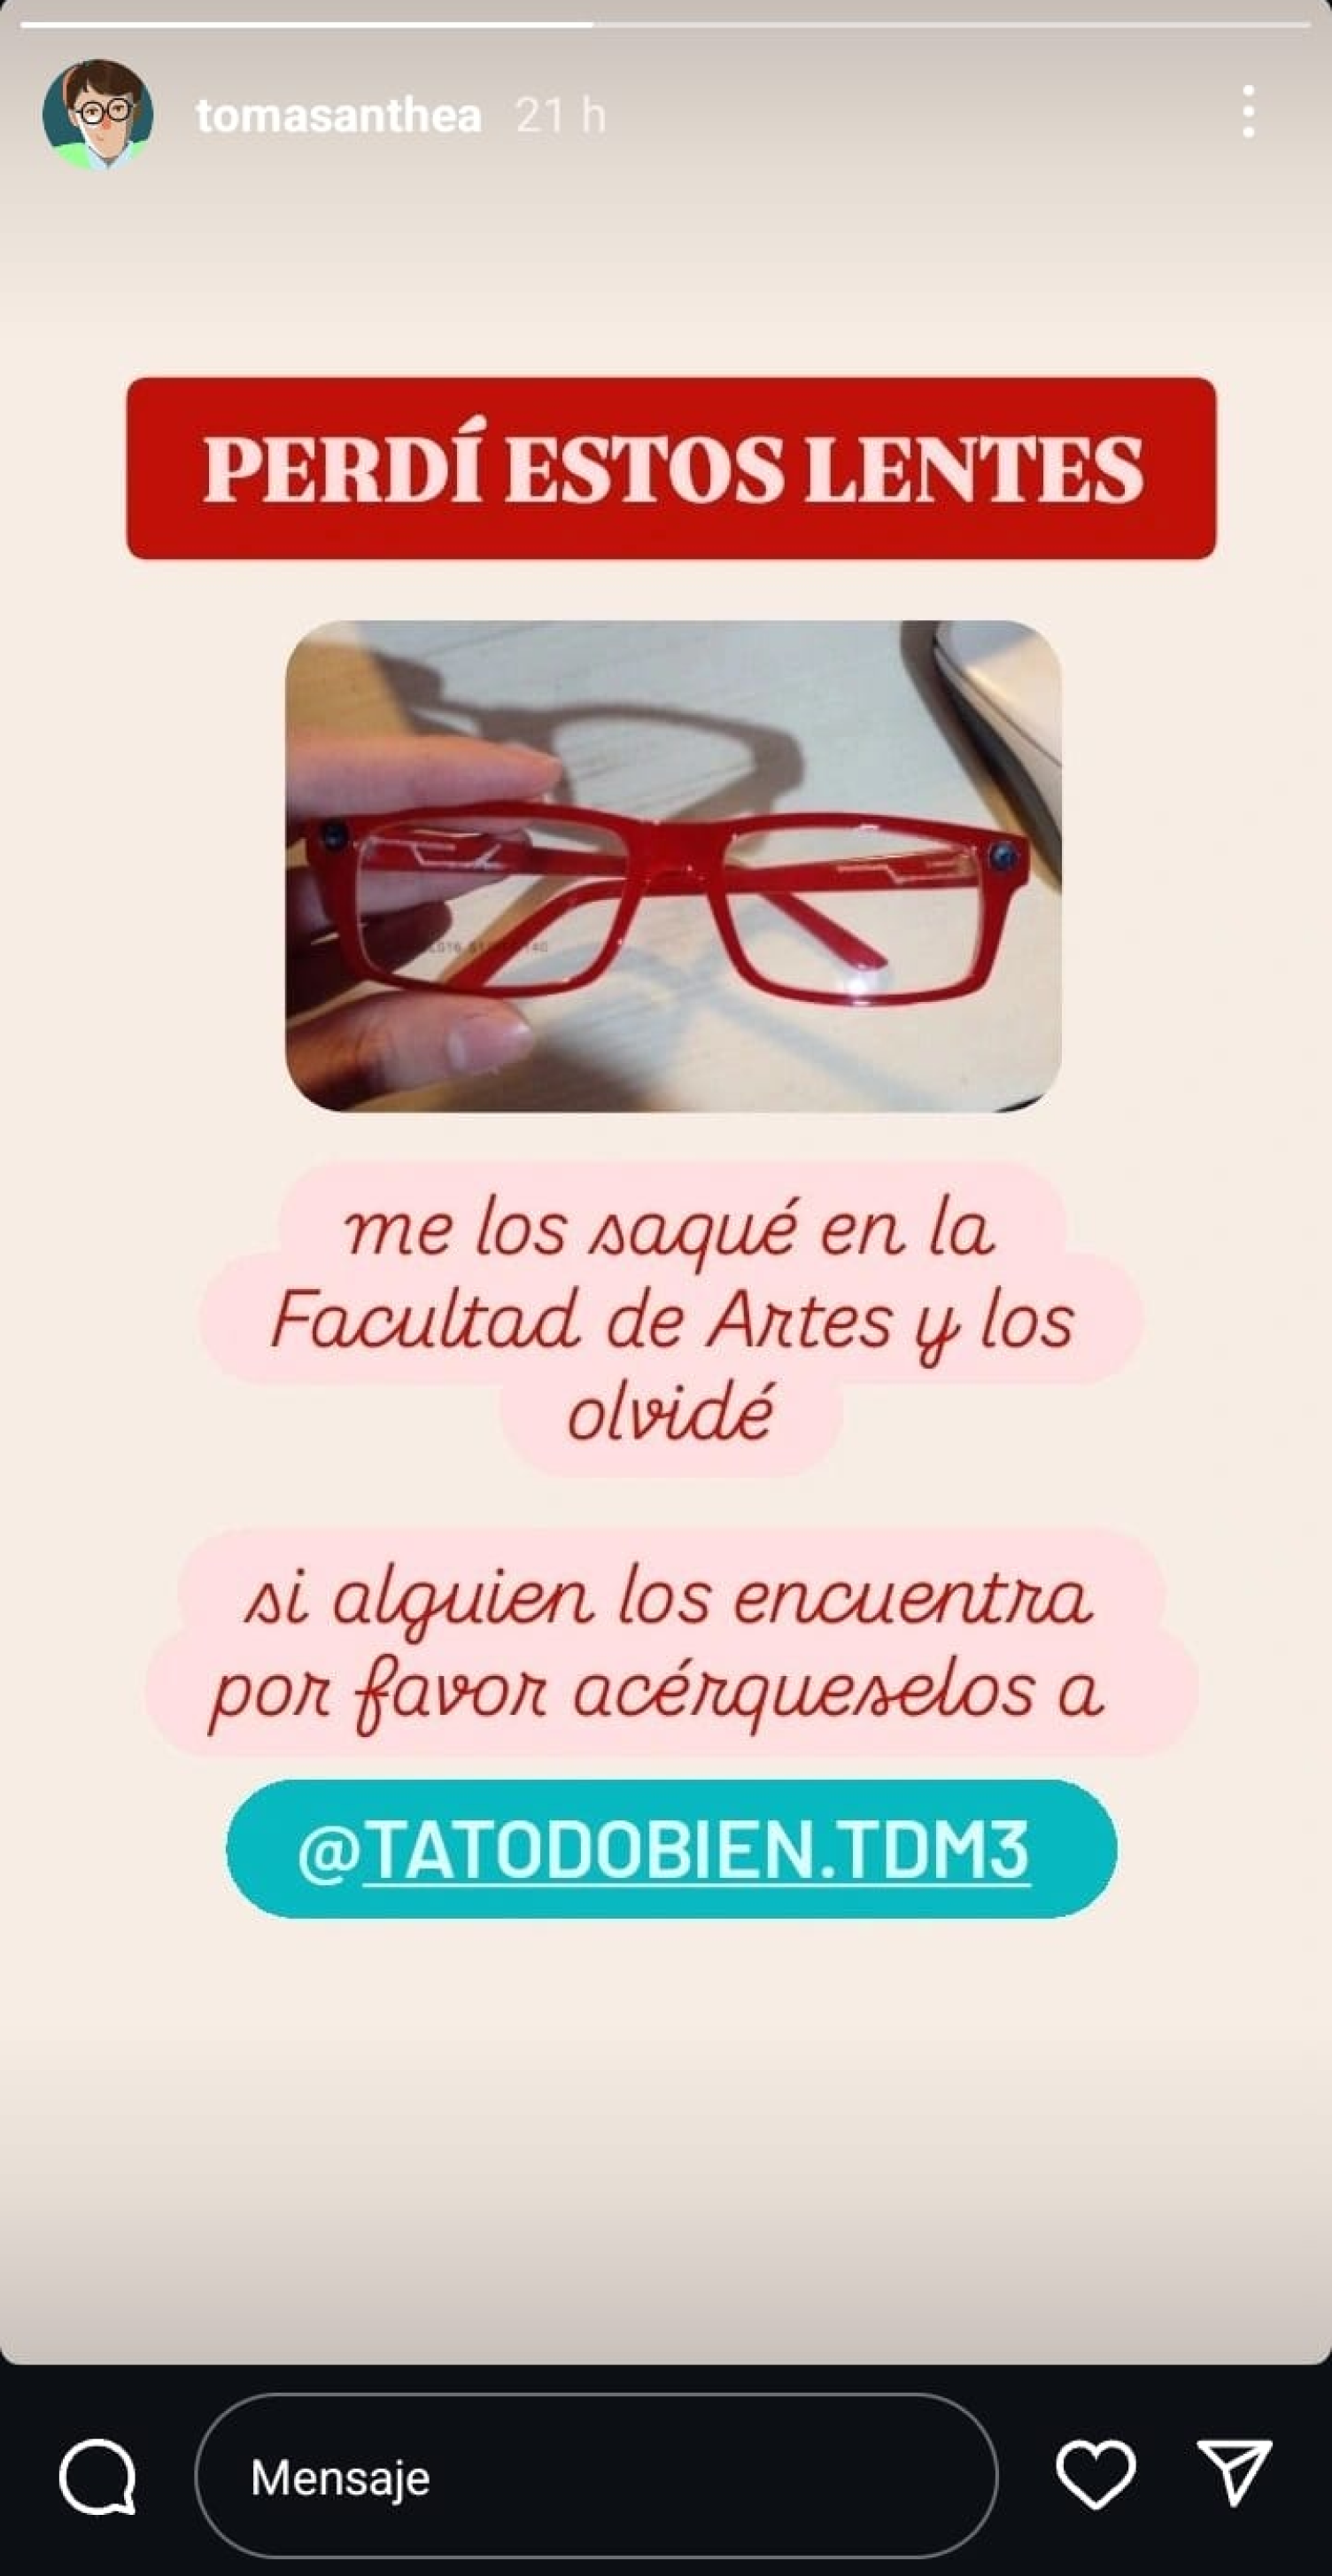 tomasanthea 21 h
PERDÍ ESTOS LENTES
me los saqué en la
Facultad de Artes y los
olvidé
si alguien los encuentra
por favor acérqueselos a
@TATODOBIEN.TDM3
Mensaje